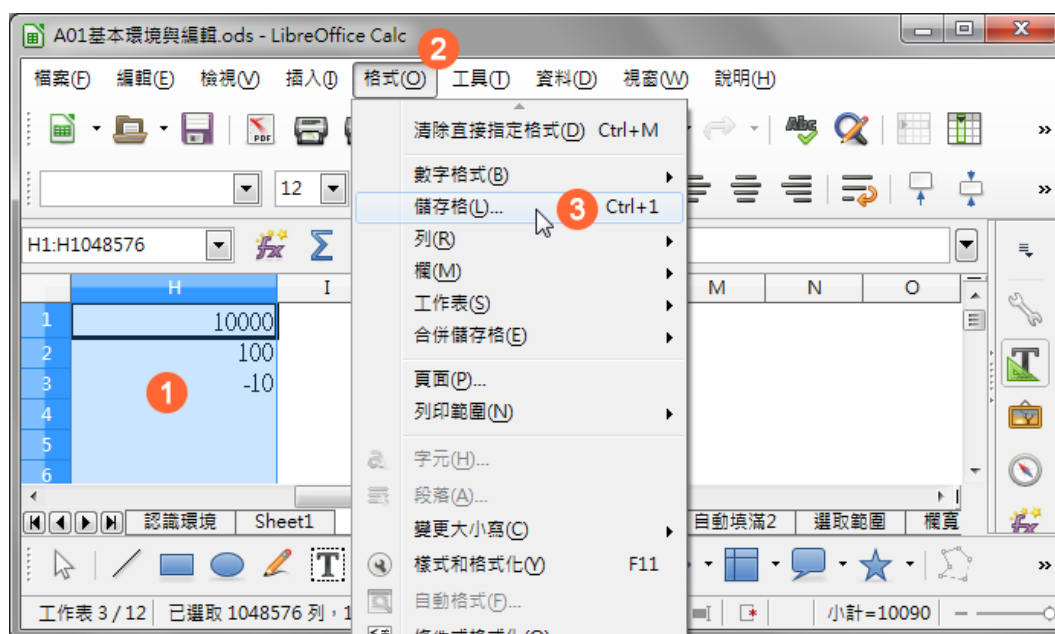 A01基本環境與編輯.ods - LibreOffice Calc
2
檔案(F) 編輯(E) 檢視(V) 插入(I) 格式(O) 工具(T) 資料(D) 視窗(W) 說明(H)
清除直接指定格式(D) Ctrl+M
PDF
Abc
12
數字格式(B)
儲存格(L)... 3 Ctrl+1
H1:H1048576
列(R)
欄(M)
工作表(S)
合併儲存格(E)
頁面(P)...
列印範圍(N)
字元(H)...
段落(A)...
變更大小寫(C)
樣式和格式化(Y) F11
自動格式(F)...
H I M N O
1 10000
2 100
3 -10
1
4
5
6
認識環境 Sheet1 自動填滿2 選取範圍 欄寬
T
工作表 3 / 12 已選取 1048576 列，1 小計=10090